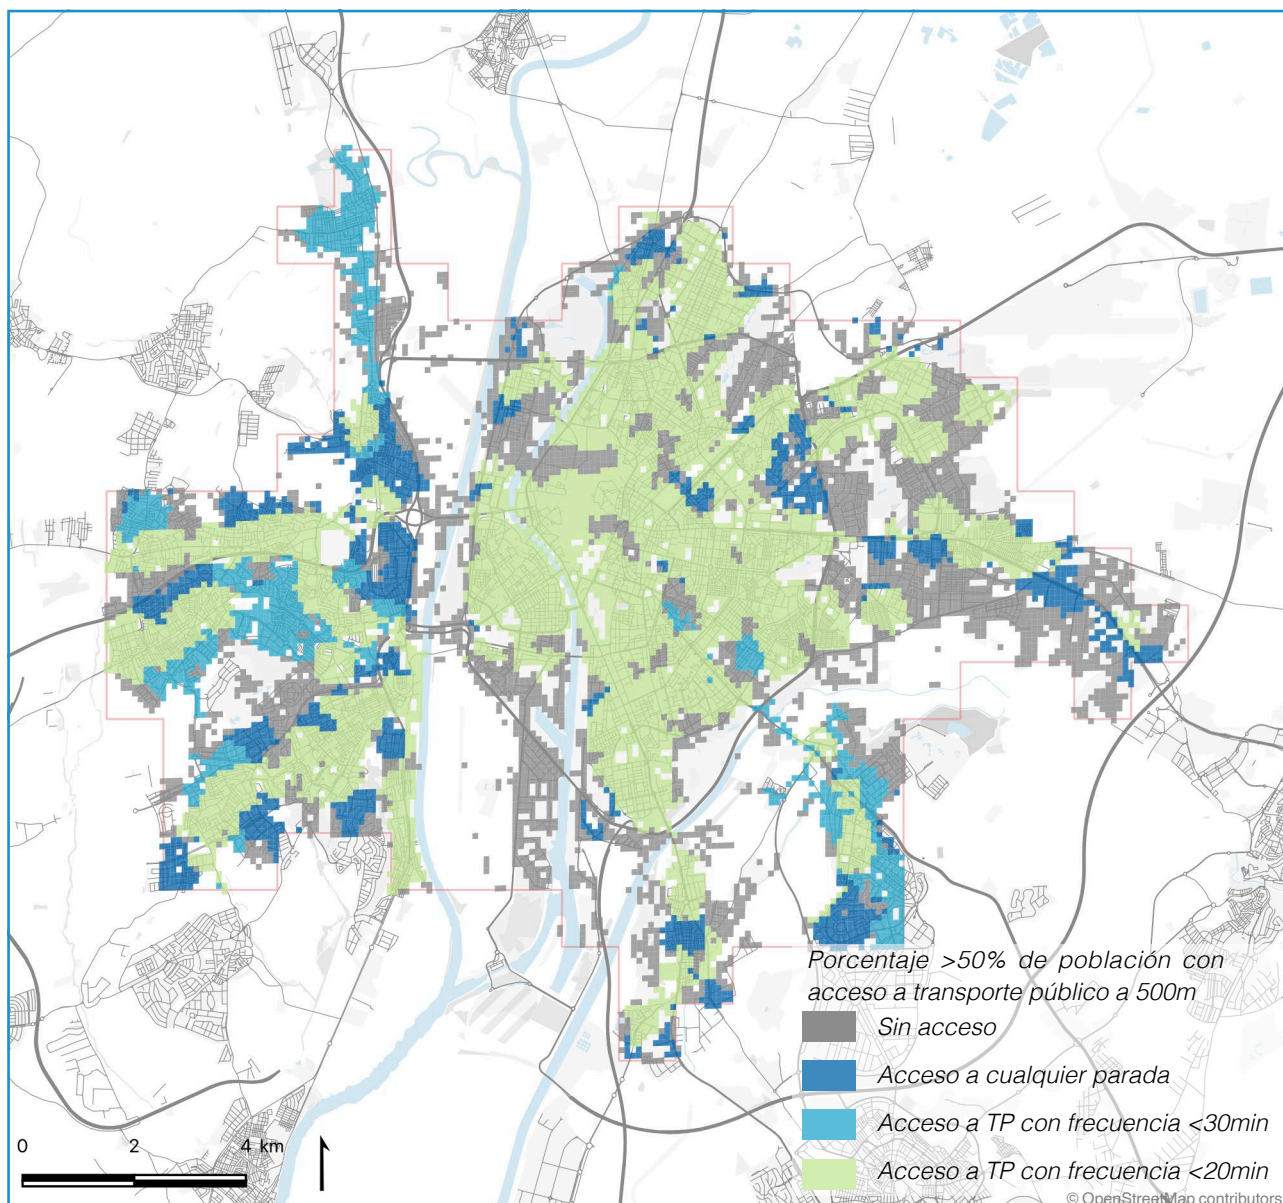 Porcentaje >50% de población con
acceso a transporte público a 500m
Sin acceso
Acceso a cualquier parada
Acceso a TP con frecuencia <30min
Acceso a TP con frecuencia <20min
0 2 4 km
© OpenStreetMap contributors